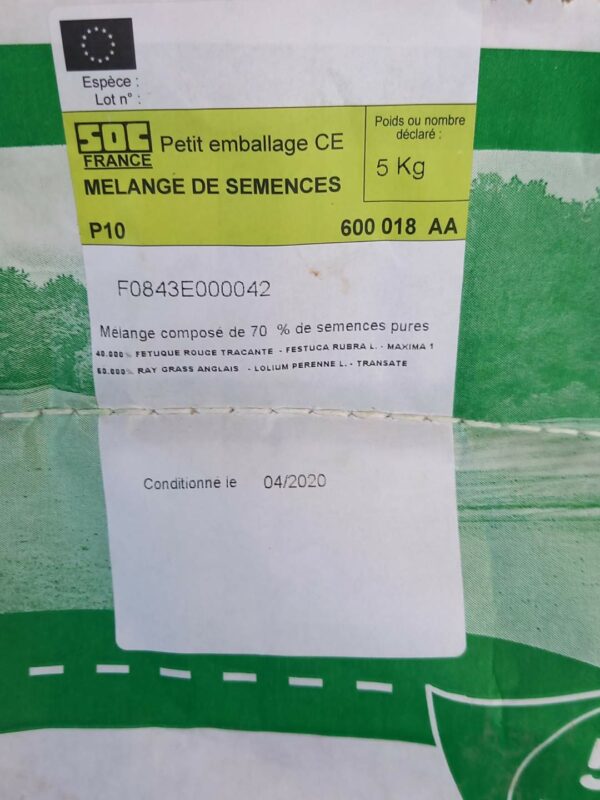 Espèce :
Lot n° :
SOC
FRANCE
Petit emballage CE
Poids ou nombre
déclaré :
5 Kg
MELANGE DE SEMENCES
P10
600 018 AA
F0843E000042
Mélange composé de 70 % de semences pures
40.000% FETUQUE ROUGE TRACANTE - FESTUCA RUBRA L. - MAXIMA 1
60.000% RAY GRASS ANGLAIS - LOLIUM PERENNE L. - TRANSATE
Conditionné le 04/2020
5